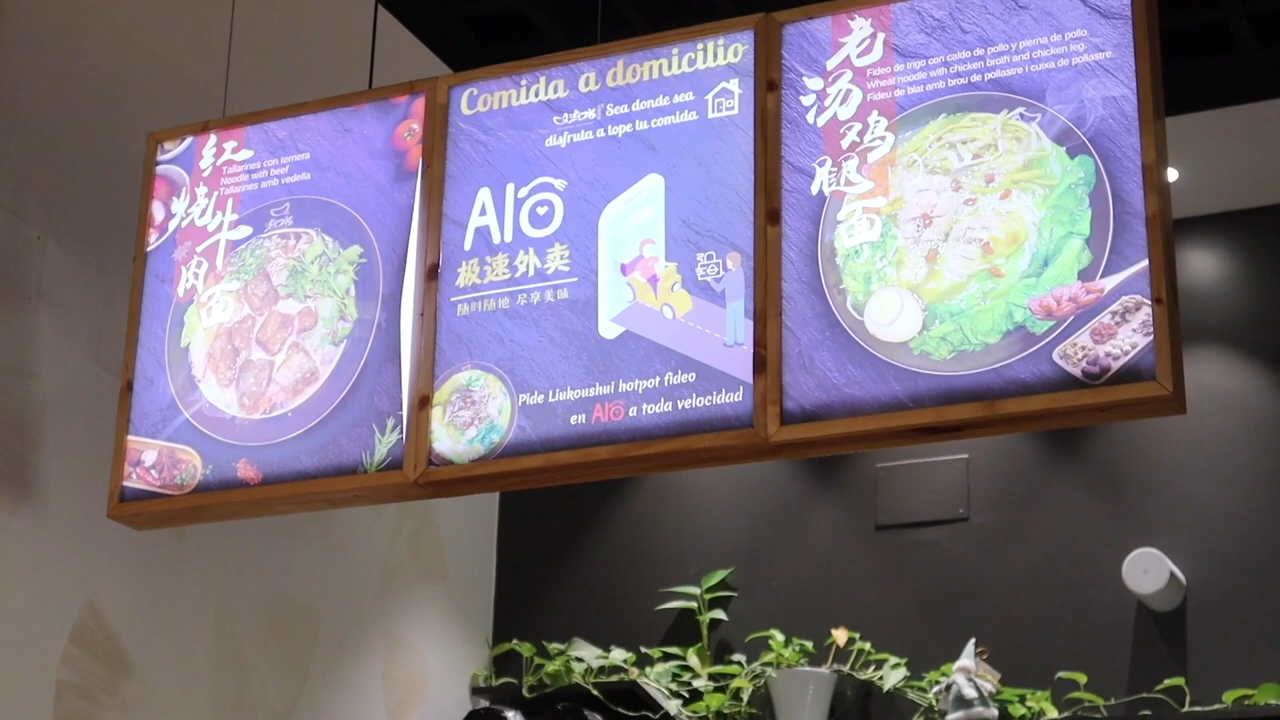 红烧牛肉面
Tallarines con ternera
Noodle with beef
Tallarines amb vedella
Comida a domicilio
Sea donde sea
disfruta a tope tu comida
Alo
极速外卖
随时随地 尽享美味
Pide Liukoushui hotpot fideo
en Alo a toda velocidad
老汤鸡腿面
Fideo de trigo con caldo de pollo y pierna de pollo.
Wheat noodle with chicken broth and chicken leg.
Fideu de blat amb brou de pollastre i cuixa de pollastre.